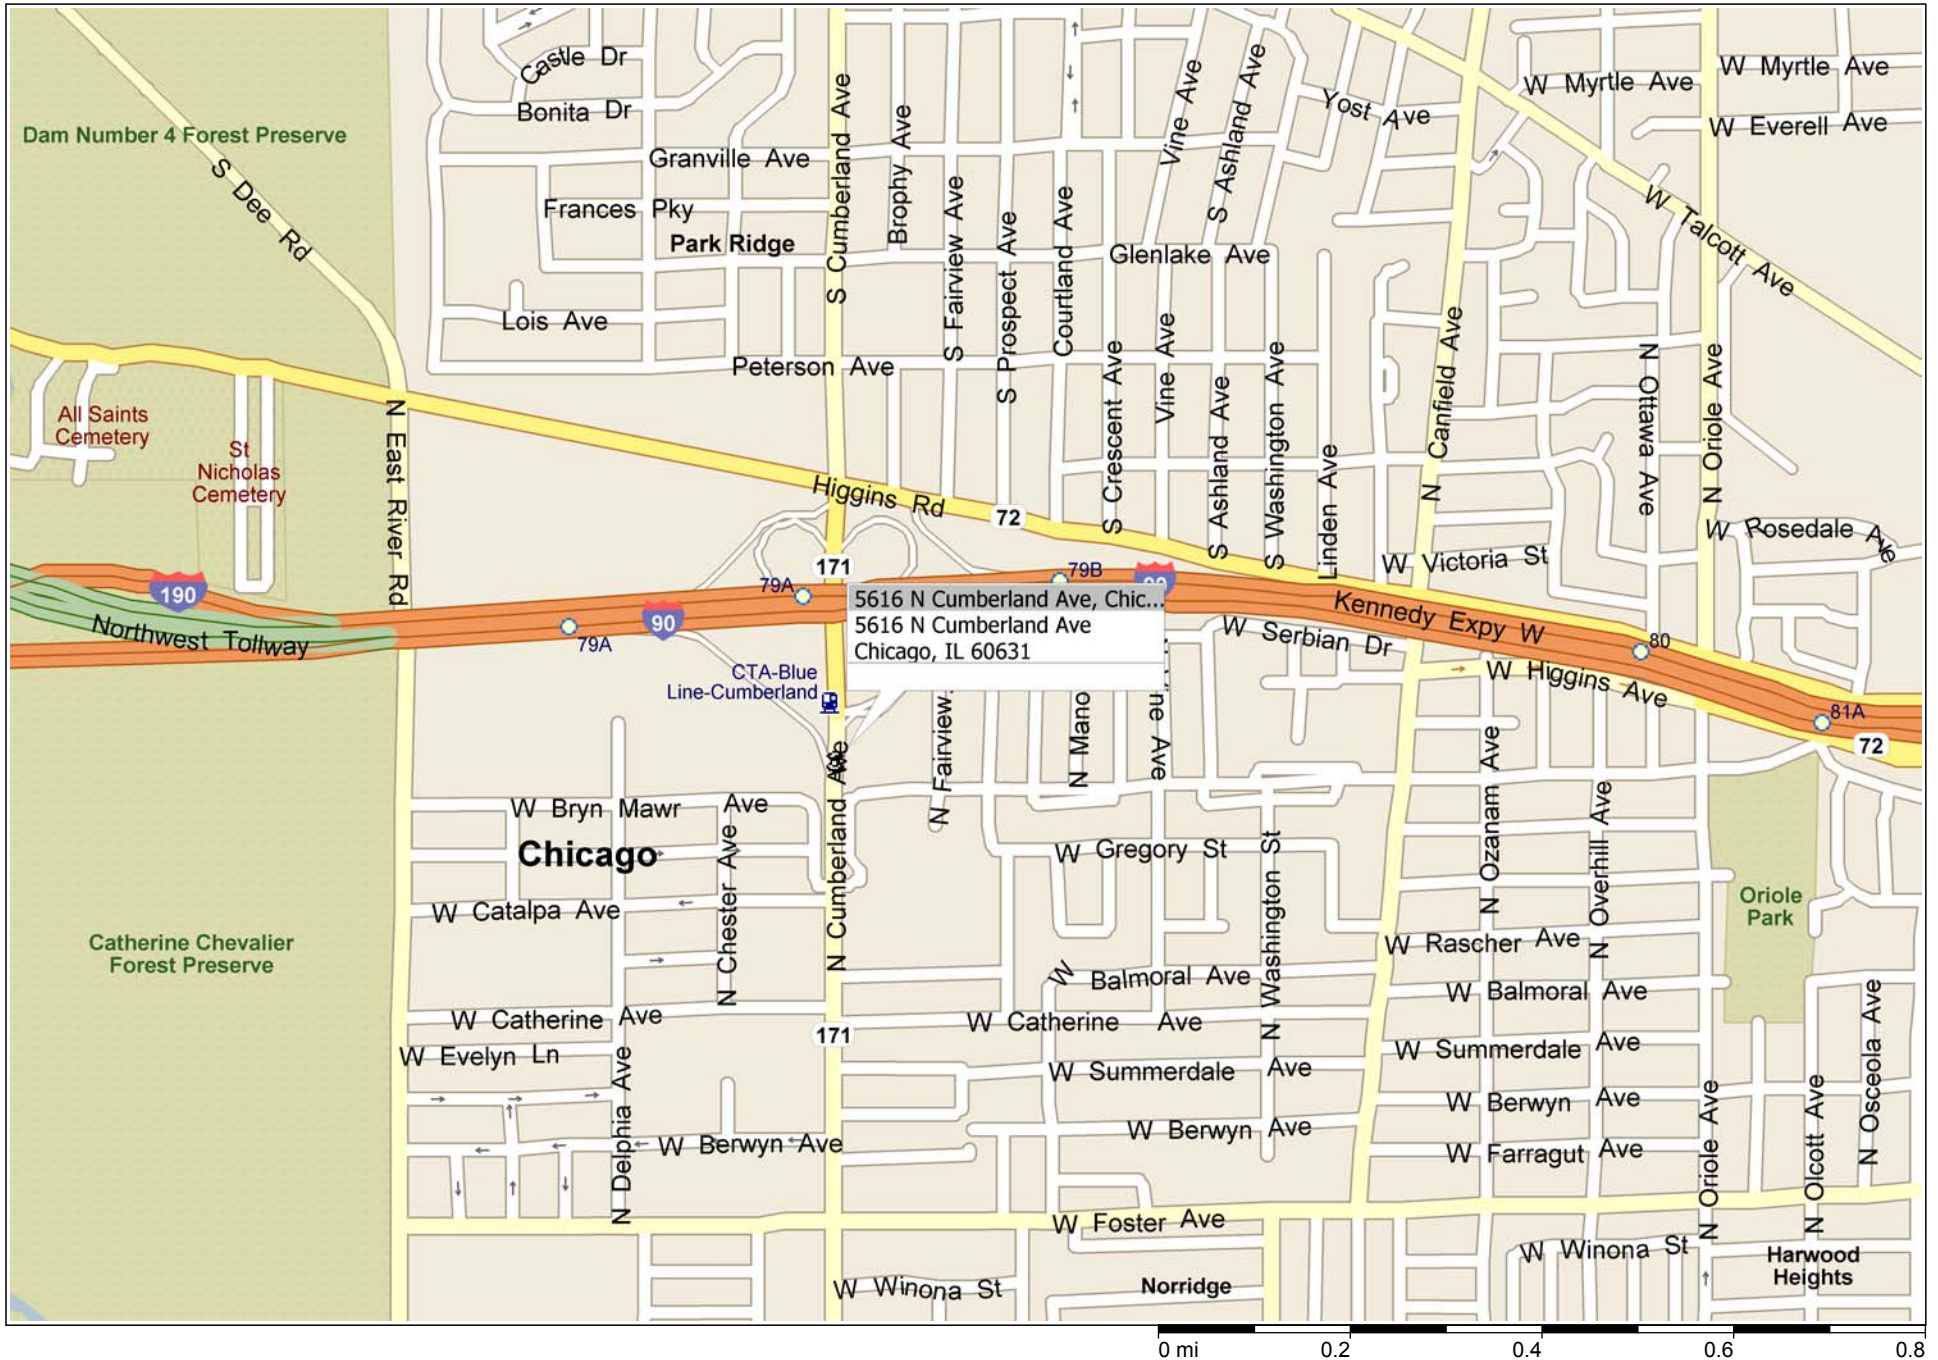 Castle Dr
Bonita Dr
Granville Ave
Frances Pky
Park Ridge
Lois Ave
Peterson Ave
Dam Number 4 Forest Preserve
S Dee Rd
S Cumberland Ave
Brophy Ave
S Fairview Ave
S Prospect Ave
Courtland Ave
Vine Ave
S Ashland Ave
Yost Ave
W Myrtle Ave
W Myrtle Ave
W Everell Ave
W Talcott Ave
Glenlake Ave
S Crescent Ave
Vine Ave
S Ashland Ave
S Washington Ave
Linden Ave
N Canfield Ave
N Ottawa Ave
N Oriole Ave
W Rosedale Ave
W Victoria St
All Saints
Cemetery
St
Nicholas
Cemetery
N East River Rd
Higgins Rd
72
171
190
Northwest Tollway
79A
90
79A
79B
90
5616 N Cumberland Ave, Chic...
5616 N Cumberland Ave
Chicago, IL 60631
Kennedy Expy W
W Serbian Dr
80
W Higgins Ave
81A
72
CTA-Blue
Line-Cumberland
N Fairview
N Mano
ne Ave
W Bryn Mawr Ave
Chicago
W Catalpa Ave
N Chester Ave
N Cumberland Ave
W Gregory St
N Washington St
N Ozanam Ave
N Overhill Ave
Oriole
Park
Catherine Chevalier
Forest Preserve
W Rascher Ave
W Balmoral Ave
W Balmoral Ave
W Catherine Ave
171
W Catherine Ave
W Evelyn Ln
W Summerdale Ave
W Summerdale Ave
N Delphia Ave
W Berwyn Ave
W Berwyn Ave
W Berwyn Ave
W Farragut Ave
N Oriole Ave
N Olcott Ave
N Osceola Ave
W Foster Ave
W Winona St
W Winona St
Norridge
Harwood
Heights
0 mi 0.2 0.4 0.6 0.8